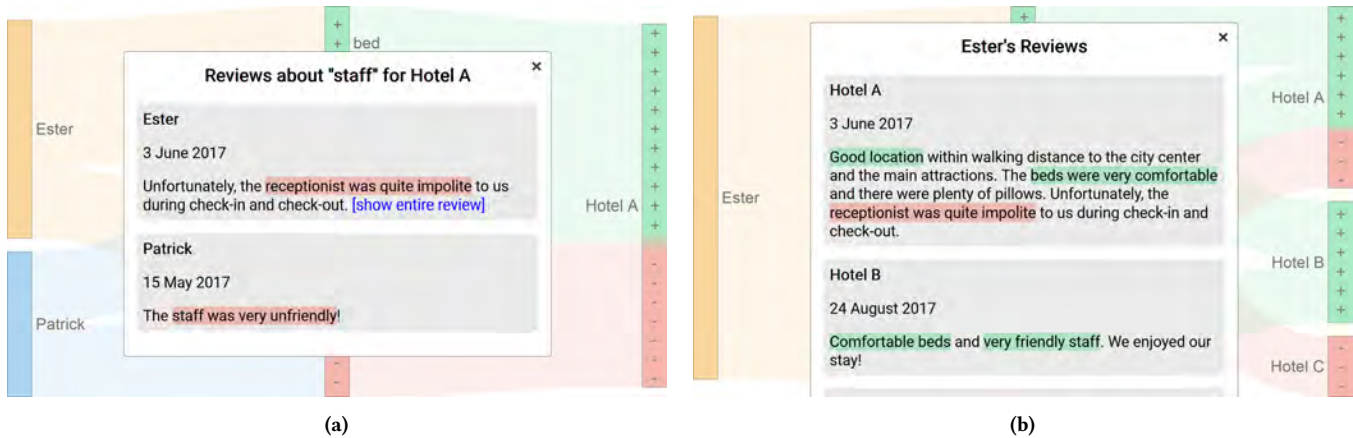 +
+
bed
Reviews about "staff" for Hotel A
×
Ester
3 June 2017
Unfortunately, the receptionist was quite impolite to us
during check-in and check-out. [show entire review]
Patrick
15 May 2017
The staff was very unfriendly!
Ester
Patrick
-
-
Hotel A
+
+
+
+
+
+
+
+
+
+
+
-
-
-
-
-
-
-
(a)
+
Ester's Reviews
×
Hotel A
3 June 2017
Good location within walking distance to the city center
and the main attractions. The beds were very comfortable
and there were plenty of pillows. Unfortunately, the
receptionist was quite impolite to us during check-in and
check-out.
Hotel B
24 August 2017
Comfortable beds and very friendly staff. We enjoyed our
stay!
Ester
Hotel A
+
+
+
+
+
+
-
-
-
Hotel B
+
+
+
+
+
+
Hotel C
-
-
-
(b)